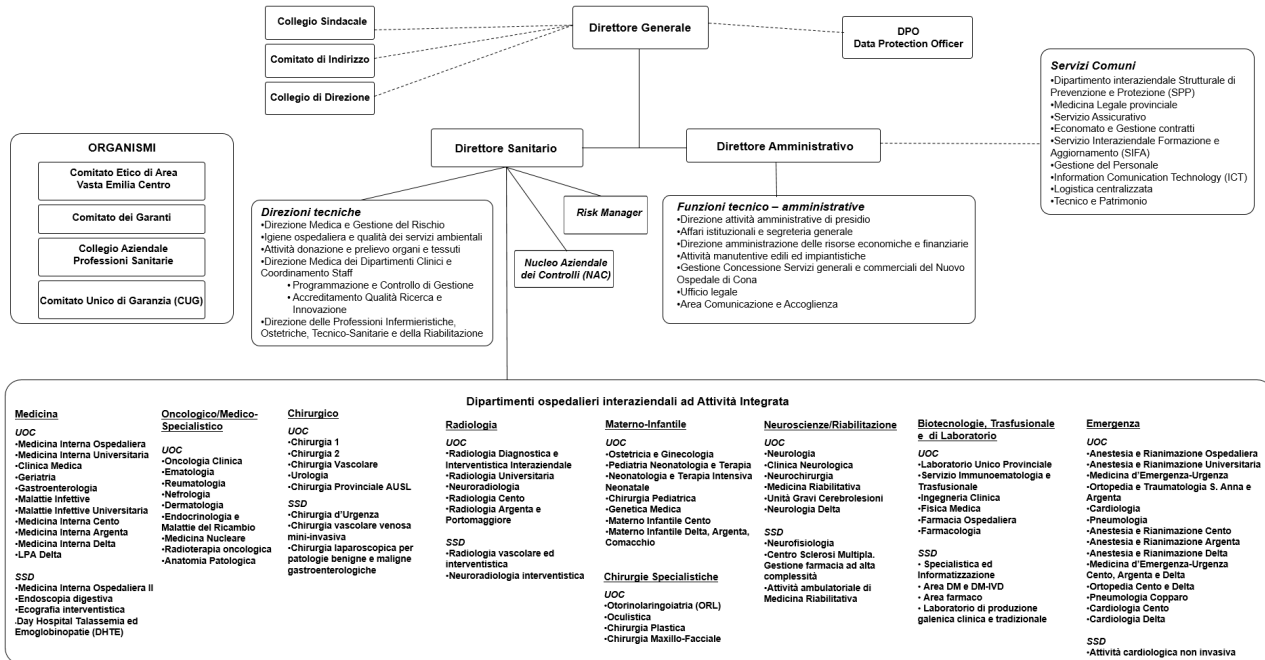 Collegio Sindacale
Comitato di Indirizzo
Collegio di Direzione
Direttore Generale
DPO
Data Protection Officer
Servizi Comuni
•Dipartimento interaziendale Strutturale di
Prevenzione e Protezione (SPP)
•Medicina Legale provinciale
•Servizio Assicurativo
•Economato e Gestione contratti
•Servizio Interaziendale Formazione e
Aggiornamento (SIFA)
•Gestione del Personale
•Information Comunication Technology (ICT)
•Logistica centralizzata
•Tecnico e Patrimonio
ORGANISMI
Comitato Etico di Area
Vasta Emilia Centro
Comitato dei Garanti
Collegio Aziendale
Professioni Sanitarie
Comitato Unico di Garanzia (CUG)
Direttore Sanitario
Direttore Amministrativo
Direzioni tecniche
•Direzione Medica e Gestione del Rischio
•Igiene ospedaliera e qualità dei servizi ambientali
•Attività donazione e prelievo organi e tessuti
•Direzione Medica dei Dipartimenti Clinici e
Coordinamento Staff
•Programmazione e Controllo di Gestione
•Accreditamento Qualità Ricerca e
Innovazione
•Direzione delle Professioni Infermieristiche,
Ostetriche, Tecnico-Sanitarie e della Riabilitazione
Risk Manager
Nucleo Aziendale
dei Controlli (NAC)
Funzioni tecnico – amministrative
•Direzione attività amministrative di presidio
•Affari istituzionali e segreteria generale
•Direzione amministrazione delle risorse economiche e finanziarie
•Attività manutentive edili ed impiantistiche
•Gestione Concessione Servizi generali e commerciali del Nuovo
Ospedale di Cona
•Ufficio legale
•Area Comunicazione e Accoglienza
Dipartimenti ospedalieri interaziendali ad Attività Integrata
Medicina
UOC
•Medicina Interna Ospedaliera
•Medicina Interna Universitaria
•Clinica Medica
•Geriatria
•Gastroenterologia
•Malattie Infettive
•Malattie Infettive Universitaria
•Medicina Interna Cento
•Medicina Interna Argenta
•Medicina Interna Delta
•LPA Delta
SSD
•Medicina Interna Ospedaliera II
•Endoscopia digestiva
•Ecografia interventistica
.Day Hospital Talassemia ed
Emoglobinopatie (DHTE)
Oncologico/Medico-
Specialistico
UOC
•Oncologia Clinica
•Ematologia
•Reumatologia
•Nefrologia
•Dermatologia
•Endocrinologia e
Malattie del Ricambio
•Medicina Nucleare
•Radioterapia oncologica
•Anatomia Patologica
Chirurgico
UOC
•Chirurgia 1
•Chirurgia 2
•Chirurgia Vascolare
•Urologia
•Chirurgia Provinciale AUSL
SSD
•Chirurgia d'Urgenza
•Chirurgia vascolare venosa
mini-invasiva
•Chirurgia laparoscopica per
patologie benigne e maligne
gastroenterologiche
Radiologia
UOC
•Radiologia Diagnostica e
Interventistica Interaziendale
•Radiologia Universitaria
•Neuroradiologia
•Radiologia Cento
•Radiologia Argenta e
Portomaggiore
SSD
•Radiologia vascolare ed
interventistica
•Neuroradiologia interventistica
Materno-Infantile
UOC
•Ostetricia e Ginecologia
•Pediatria Neonatologia e Terapia
•Neonatologia e Terapia Intensiva
Neonatale
•Chirurgia Pediatrica
•Genetica Medica
•Materno Infantile Cento
•Materno Infantile Delta, Argenta,
Comacchio
Chirurgie Specialistiche
UOC
•Otorinolaringoiatria (ORL)
•Oculistica
•Chirurgia Plastica
•Chirurgia Maxillo-Facciale
Neuroscienze/Riabilitazione
UOC
•Neurologia
•Clinica Neurologica
•Neurochirurgia
•Medicina Riabilitativa
•Unità Gravi Cerebrolesioni
•Neurologia Delta
SSD
•Neurofisiologia
•Centro Sclerosi Multipla.
Gestione farmacia ad alta
complessità
•Attività ambulatoriale di
Medicina Riabilitativa
Biotecnologie, Trasfusionale
e di Laboratorio
UOC
•Laboratorio Unico Provinciale
•Servizio Immunoematologia e
Trasfusionale
•Ingegneria Clinica
•Fisica Medica
•Farmacia Ospedaliera
•Farmacologia
SSD
• Specialistica ed
Informatizzazione
• Area DM e DM-IVD
• Area farmaco
• Laboratorio di produzione
galenica clinica e tradizionale
Emergenza
UOC
•Anestesia e Rianimazione Ospedaliera
•Anestesia e Rianimazione Universitaria
•Medicina d'Emergenza-Urgenza
•Ortopedia e Traumatologia S. Anna e
Argenta
•Cardiologia
•Pneumologia
•Anestesia e Rianimazione Cento
•Anestesia e Rianimazione Argenta
•Anestesia e Rianimazione Delta
•Medicina d'Emergenza-Urgenza
Cento, Argenta e Delta
•Ortopedia Cento e Delta
•Pneumologia Copparo
•Cardiologia Cento
•Cardiologia Delta
SSD
•Attività cardiologica non invasiva